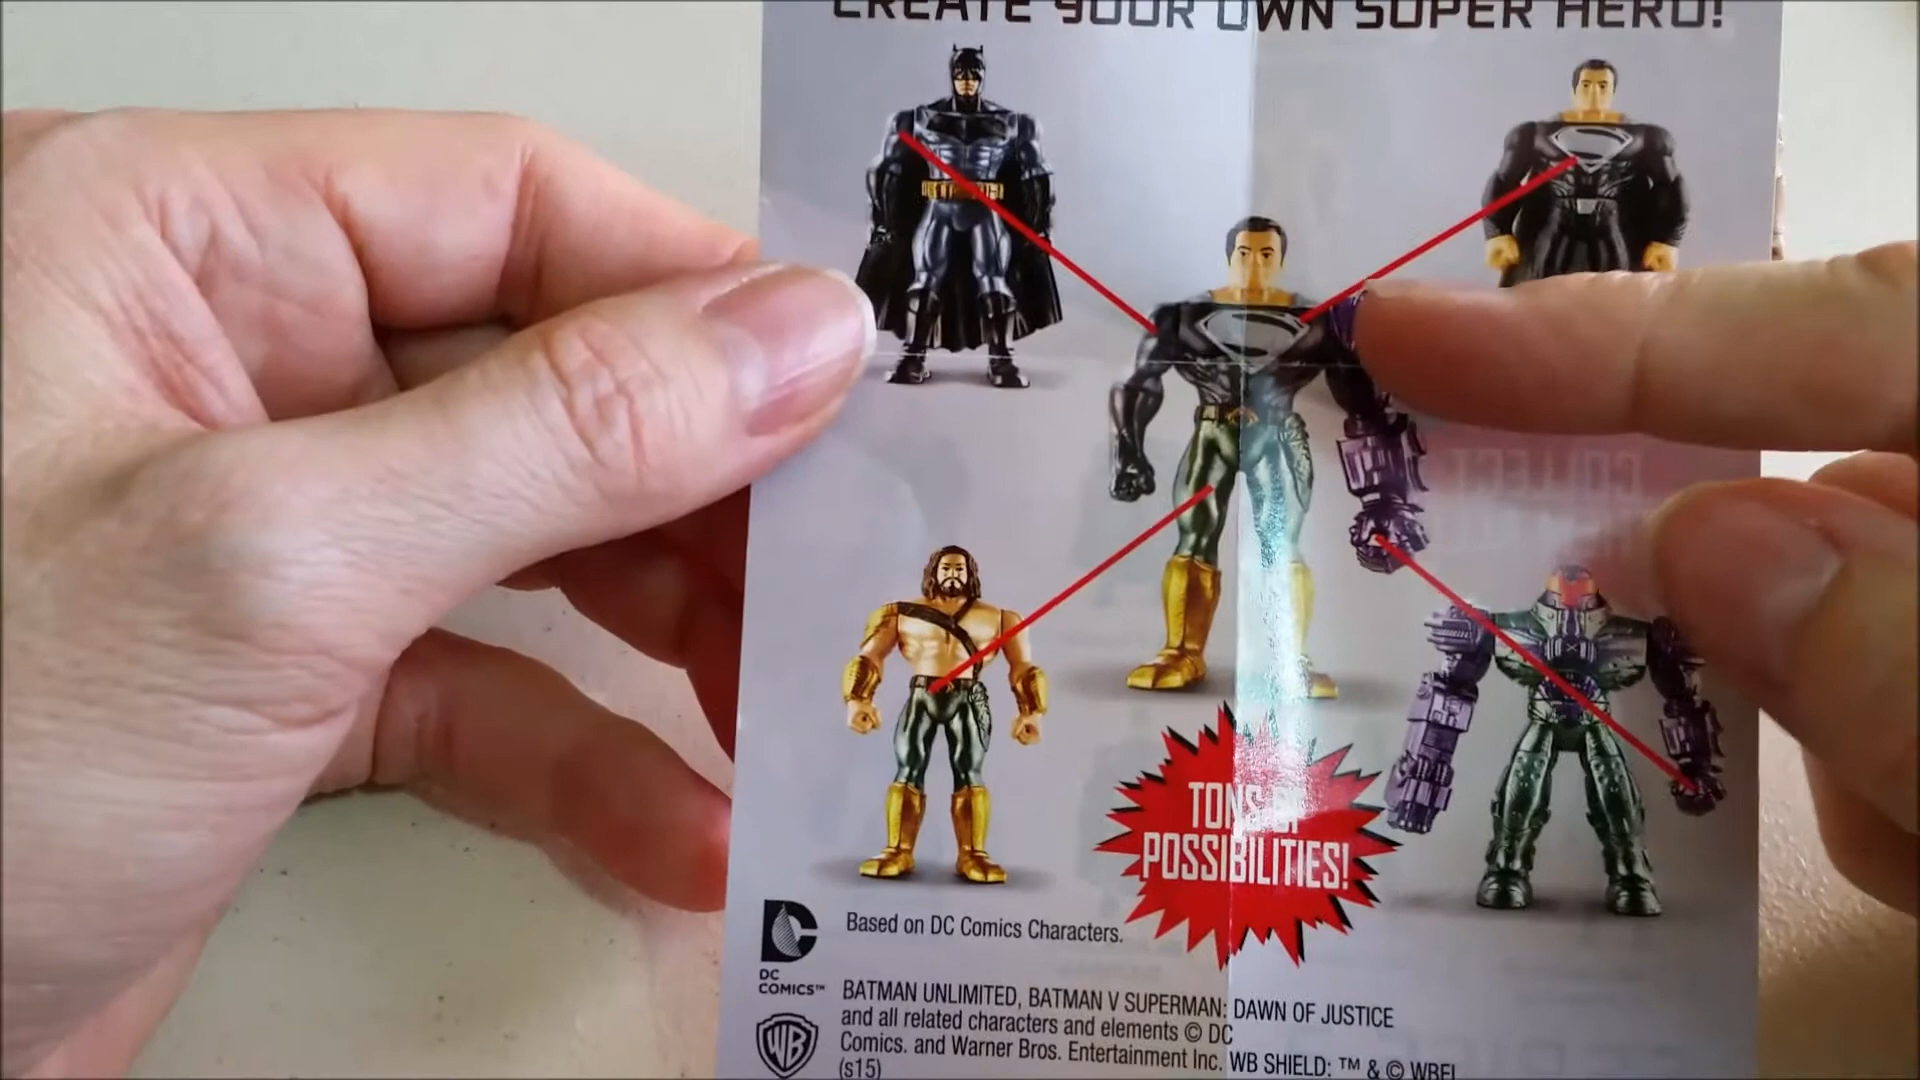 CREATE YOUR OWN SUPER HERO!
TONS OF
POSSIBILITIES!
Based on DC Comics Characters.
DC
COMICS™
BATMAN UNLIMITED, BATMAN V SUPERMAN: DAWN OF JUSTICE
and all related characters and elements © DC
Comics. and Warner Bros. Entertainment Inc. WB SHIELD: ™ & © WBEI
(s15)
WB